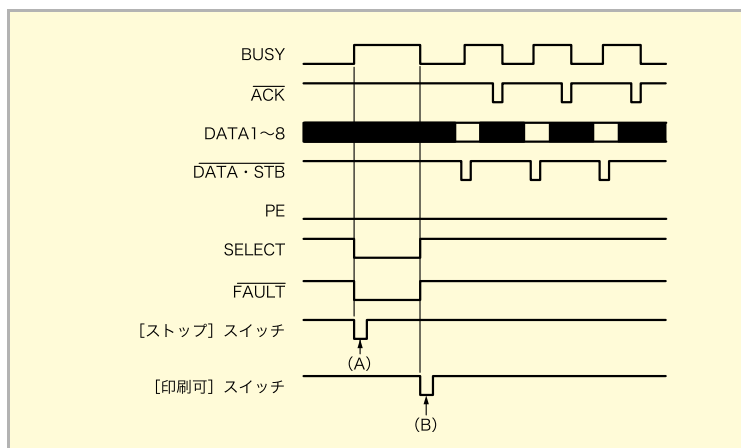 BUSY
ACK
DATA1～8
DATA・STB
PE
SELECT
FAULT
［ストップ］スイッチ
(A)
［印刷可］スイッチ
(B)